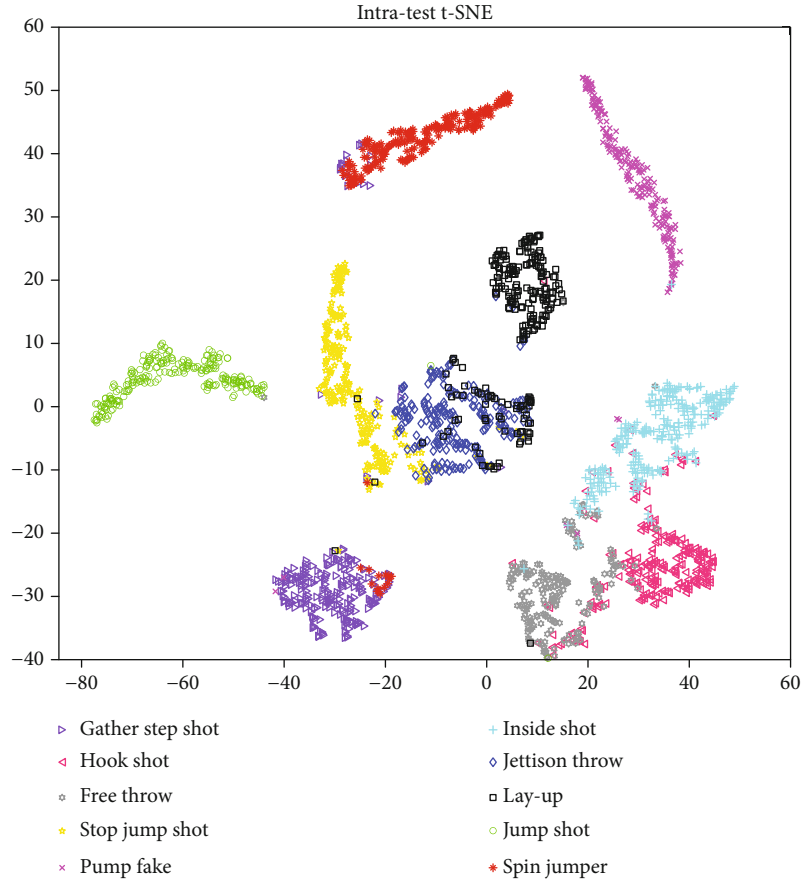 Intra-test t-SNE
60
50
40
30
20
10
0
−10
−20
−30
−40
−80 −60 −40 −20 0 20 40 60
Gather step shot
Hook shot
Free throw
Stop jump shot
Pump fake
Inside shot
Jettison throw
Lay-up
Jump shot
Spin jumper